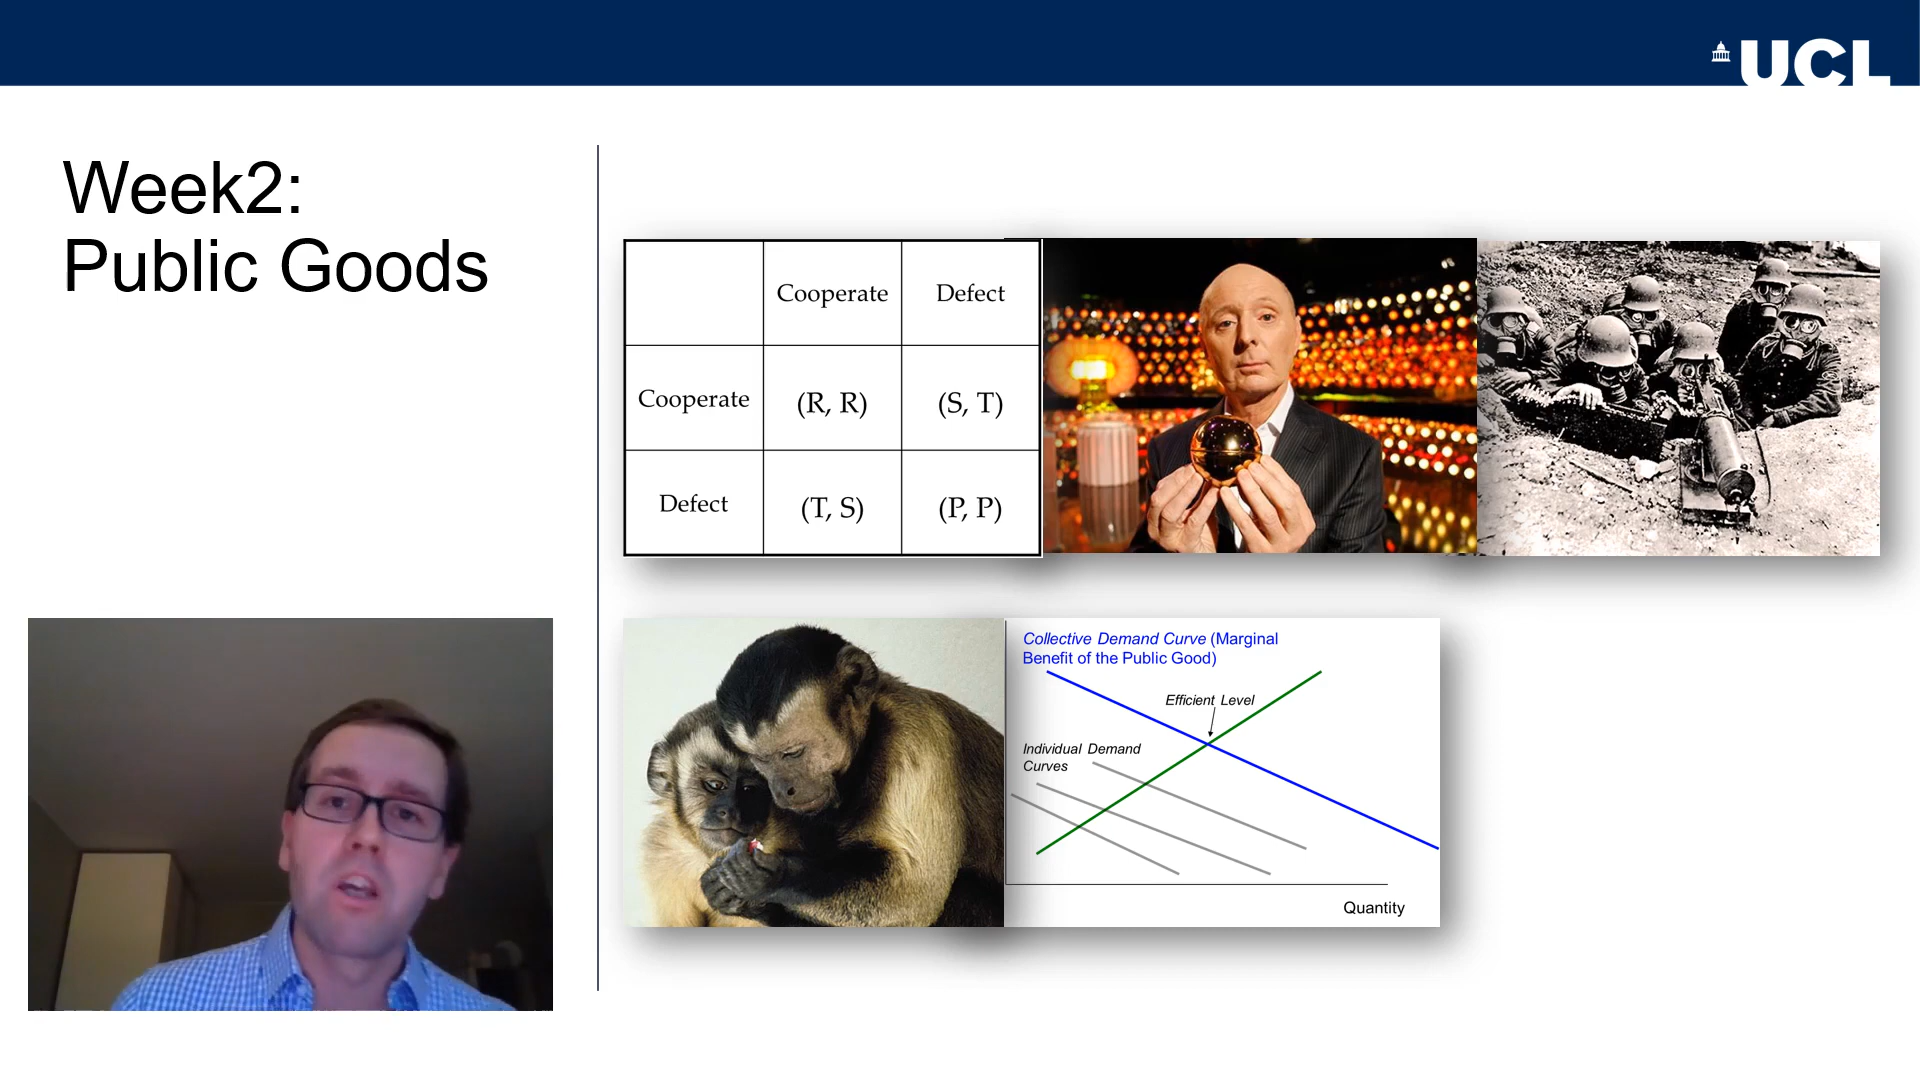 UCL
Week2:
Public Goods
Cooperate Defect
Cooperate (R, R) (S, T)
Defect (T, S) (P, P)
Collective Demand Curve (Marginal
Benefit of the Public Good)
Efficient Level
Individual Demand
Curves
Quantity